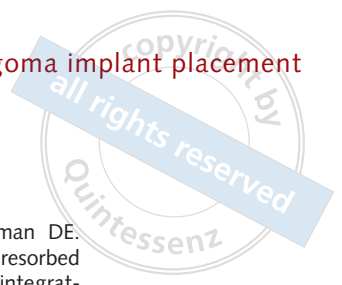 goma implant placement
copyright by
all rights reserved
Quintessenz
man DE.
resorbed
integrat-